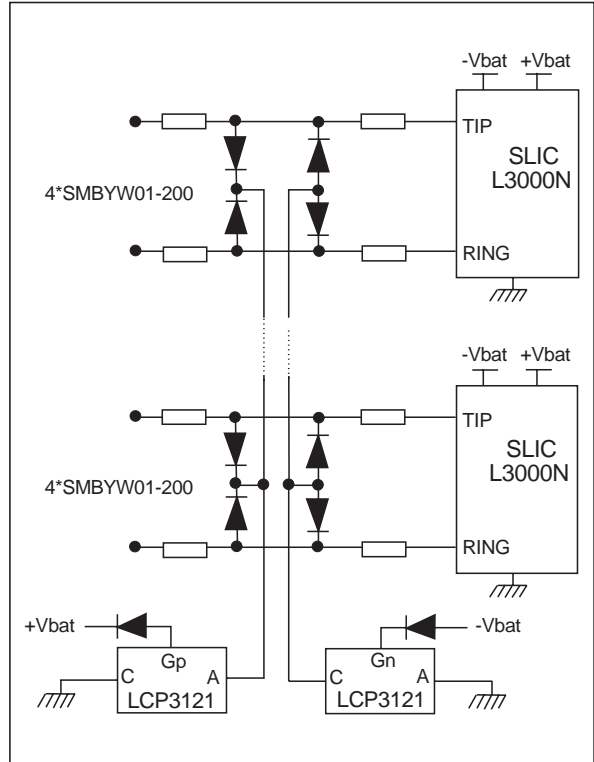 -Vbat +Vbat
TIP
SLIC
L3000N
4*SMBYW01-200
RING
-Vbat +Vbat
TIP
SLIC
L3000N
4*SMBYW01-200
RING
+Vbat
-Vbat
Gp
Gn
C A
C A
LCP3121
LCP3121